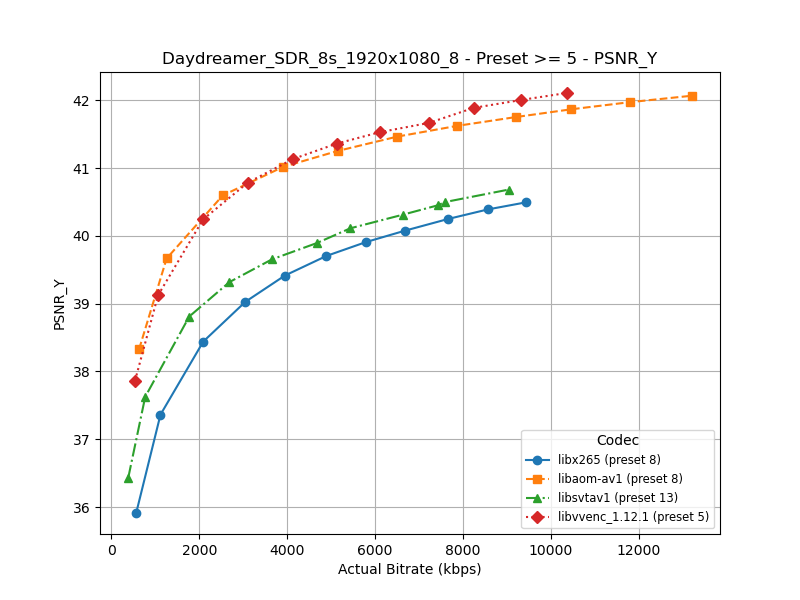 Daydreamer_SDR_8s_1920x1080_8 - Preset >= 5 - PSNR_Y
PSNR_Y
42
41
40
39
38
37
36
Codec
libx265 (preset 8)
libaom-av1 (preset 8)
libsvtav1 (preset 13)
libvvenc_1.12.1 (preset 5)
0 2000 4000 6000 8000 10000 12000
Actual Bitrate (kbps)